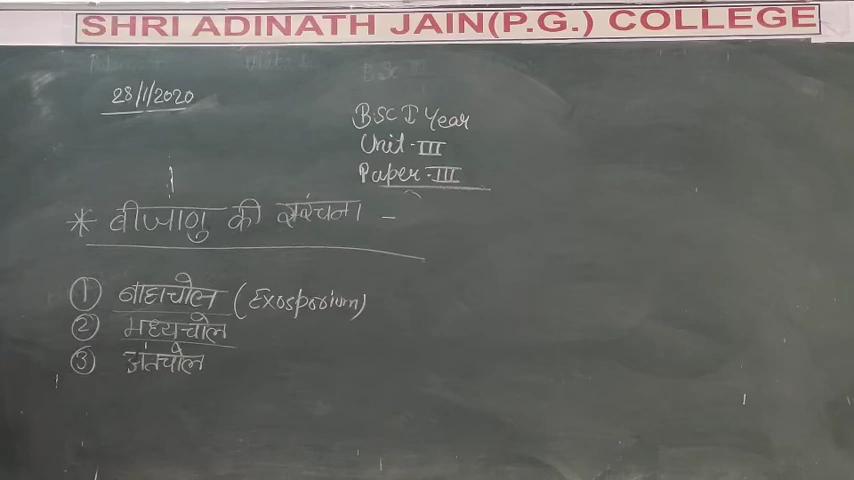 SHRI ADINATH JAIN(P.G.) COLLEGE
28/1/2020
BSC I Year
Unit-III
Paper-III
* बीजाणु की संरचना -
① बाह्यचोल (Exosporium)
② मध्यचोल
③ अंतचोल